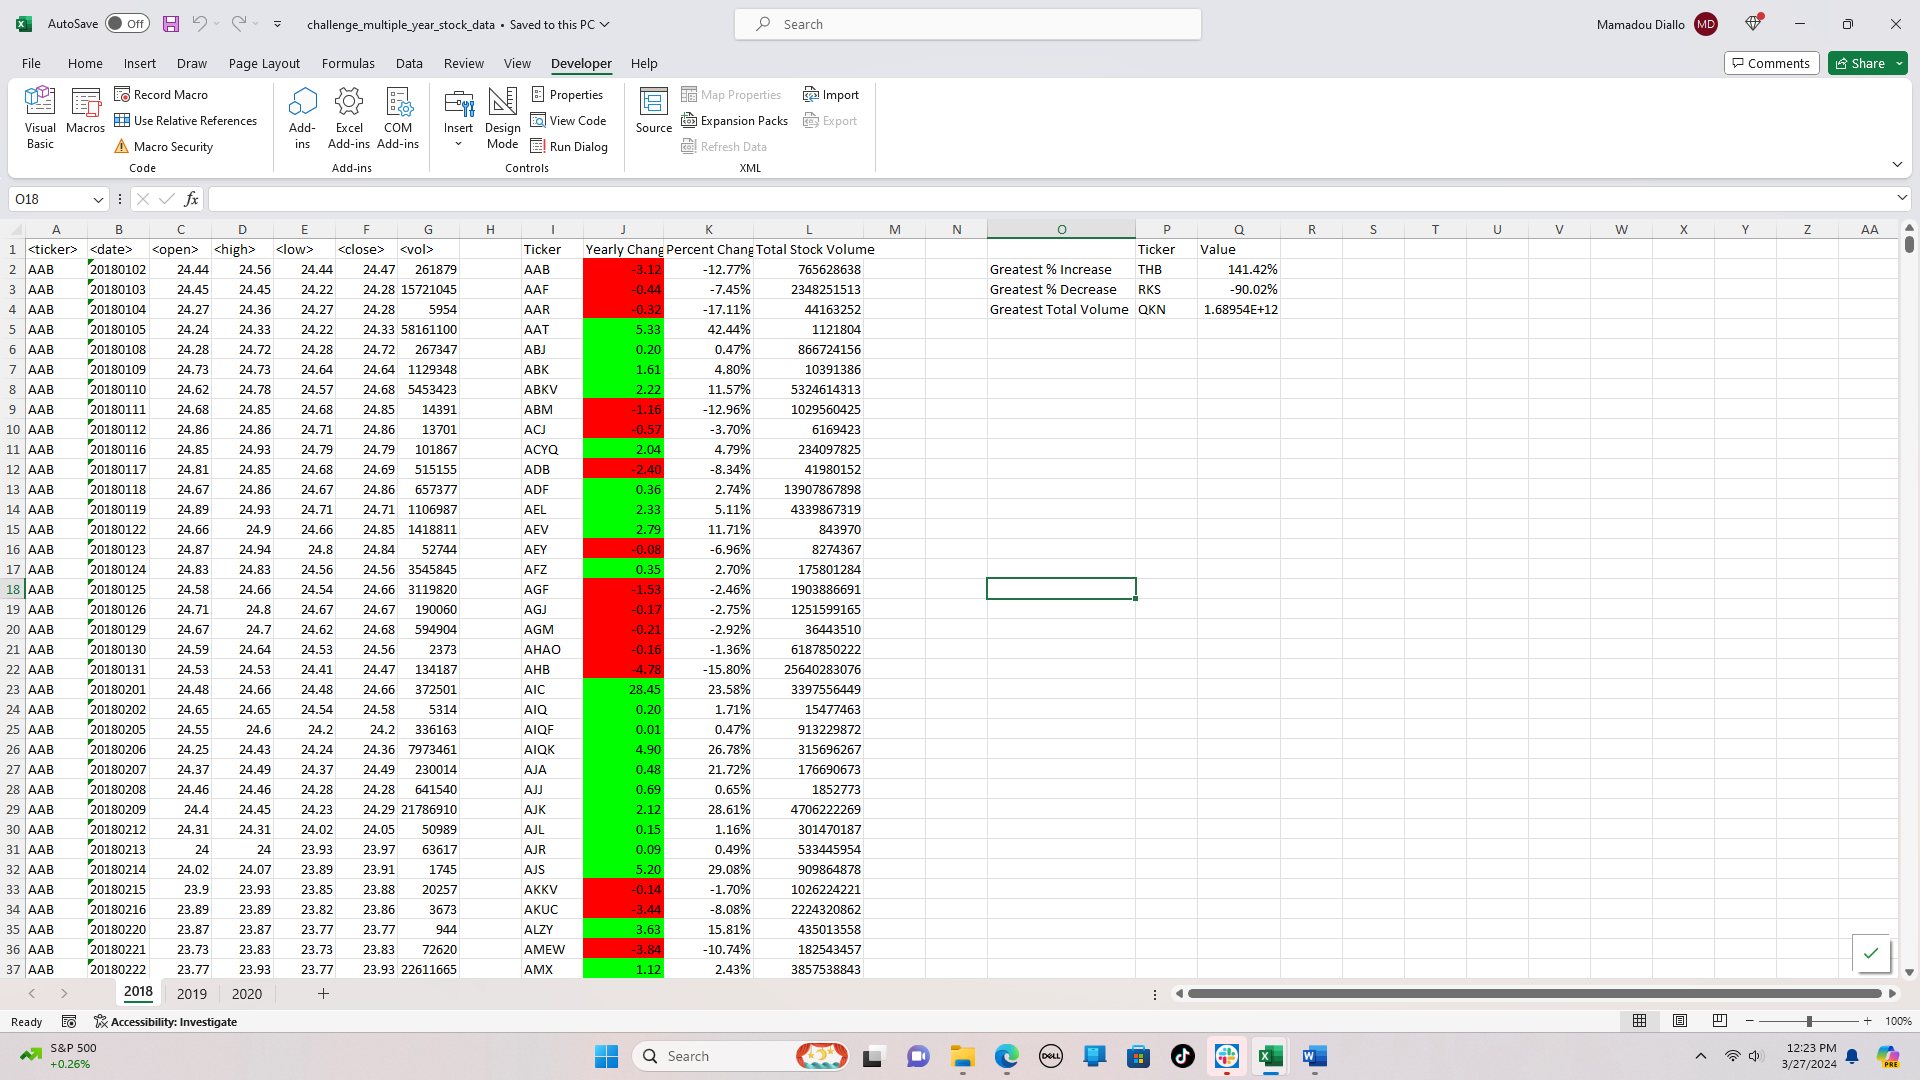 AutoSave Off challenge_multiple_year_stock_data • Saved to this PC Search Mamadou Diallo MD
File Home Insert Draw Page Layout Formulas Data Review View Developer Help Comments Share
Visual Basic Macros Record Macro Use Relative References Macro Security Code
Add-ins Excel Add-ins COM Add-ins Add-ins
Insert Design Mode Properties View Code Run Dialog Controls
Source Map Properties Expansion Packs Refresh Data Import Export XML
O18 fx
A B C D E F G H I J K L M N O P Q R S T U V W X Y Z AA
1 <ticker> <date> <open> <high> <low> <close> <vol> Ticker Yearly Chang Percent Chang Total Stock Volume Ticker Value
2 AAB 20180102 24.44 24.56 24.44 24.47 261879 AAB -3.12 -12.77% 765628638 Greatest % Increase THB 141.42%
3 AAB 20180103 24.45 24.45 24.22 24.28 15721045 AAF -0.44 -7.45% 2348251513 Greatest % Decrease RKS -90.02%
4 AAB 20180104 24.27 24.36 24.27 24.28 5954 AAR -0.32 -17.11% 44163252 Greatest Total Volume QKN 1.68954E+12
5 AAB 20180105 24.24 24.33 24.22 24.33 58161100 AAT 5.33 42.44% 1121804
6 AAB 20180108 24.28 24.72 24.28 24.72 267347 ABJ 0.20 0.47% 866724156
7 AAB 20180109 24.73 24.73 24.64 24.64 1129348 ABK 1.61 4.80% 10391386
8 AAB 20180110 24.62 24.78 24.57 24.68 5453423 ABKV 2.22 11.57% 5324614313
9 AAB 20180111 24.68 24.85 24.68 24.85 14391 ABM -1.16 -12.96% 1029560425
10 AAB 20180112 24.86 24.86 24.71 24.86 13701 ACJ -0.57 -3.70% 6169423
11 AAB 20180116 24.85 24.93 24.79 24.79 101867 ACYQ 2.04 4.79% 234097825
12 AAB 20180117 24.81 24.85 24.68 24.69 515155 ADB -2.40 -8.34% 41980152
13 AAB 20180118 24.67 24.86 24.67 24.86 657377 ADF 0.36 2.74% 13907867898
14 AAB 20180119 24.89 24.93 24.71 24.71 1106987 AEL 2.33 5.11% 4339867319
15 AAB 20180122 24.66 24.9 24.66 24.85 1418811 AEV 2.79 11.71% 843970
16 AAB 20180123 24.87 24.94 24.8 24.84 52744 AEY -0.08 -6.96% 8274367
17 AAB 20180124 24.83 24.83 24.56 24.56 3545845 AFZ 0.35 2.70% 175801284
18 AAB 20180125 24.58 24.66 24.54 24.66 3119820 AGF -1.53 -2.46% 1903886691
19 AAB 20180126 24.71 24.8 24.67 24.67 190060 AGJ -0.17 -2.75% 1251599165
20 AAB 20180129 24.67 24.7 24.62 24.68 594904 AGM -0.21 -2.92% 36443510
21 AAB 20180130 24.59 24.64 24.53 24.56 2373 AHAO -0.16 -1.36% 6187850222
22 AAB 20180131 24.53 24.53 24.41 24.47 134187 AHB -4.78 -15.80% 25640283076
23 AAB 20180201 24.48 24.66 24.48 24.66 372501 AIC 28.45 23.58% 3397556449
24 AAB 20180202 24.65 24.65 24.54 24.58 5314 AIQ 0.20 1.71% 15477463
25 AAB 20180205 24.55 24.6 24.2 24.2 336163 AIQF 0.01 0.47% 913229872
26 AAB 20180206 24.25 24.43 24.24 24.36 7973461 AIQK 4.90 26.78% 315696267
27 AAB 20180207 24.37 24.49 24.37 24.49 230014 AJA 0.48 21.72% 176690673
28 AAB 20180208 24.46 24.46 24.28 24.28 641540 AJJ 0.69 0.65% 1852773
29 AAB 20180209 24.4 24.45 24.23 24.29 21786910 AJK 2.12 28.61% 4706222269
30 AAB 20180212 24.31 24.31 24.02 24.05 50989 AJL 0.15 1.16% 301470187
31 AAB 20180213 24 24 23.93 23.97 63617 AJR 0.09 0.49% 533445954
32 AAB 20180214 24.02 24.07 23.89 23.91 1745 AJS 5.20 29.08% 909864878
33 AAB 20180215 23.9 23.93 23.85 23.88 20257 AKKV -0.14 -1.70% 1026224221
34 AAB 20180216 23.89 23.89 23.82 23.86 3673 AKUC -3.44 -8.08% 2224320862
35 AAB 20180220 23.87 23.87 23.77 23.77 944 ALZY 3.63 15.81% 435013558
36 AAB 20180221 23.73 23.83 23.73 23.83 72620 AMEW -3.84 -10.74% 182543457
37 AAB 20180222 23.77 23.93 23.77 23.93 22611665 AMX 1.12 2.43% 3857538843
2018 2019 2020
Ready Accessibility: Investigate 100%
S&P 500 +0.26% Search DELL PRE 12:23 PM 3/27/2024